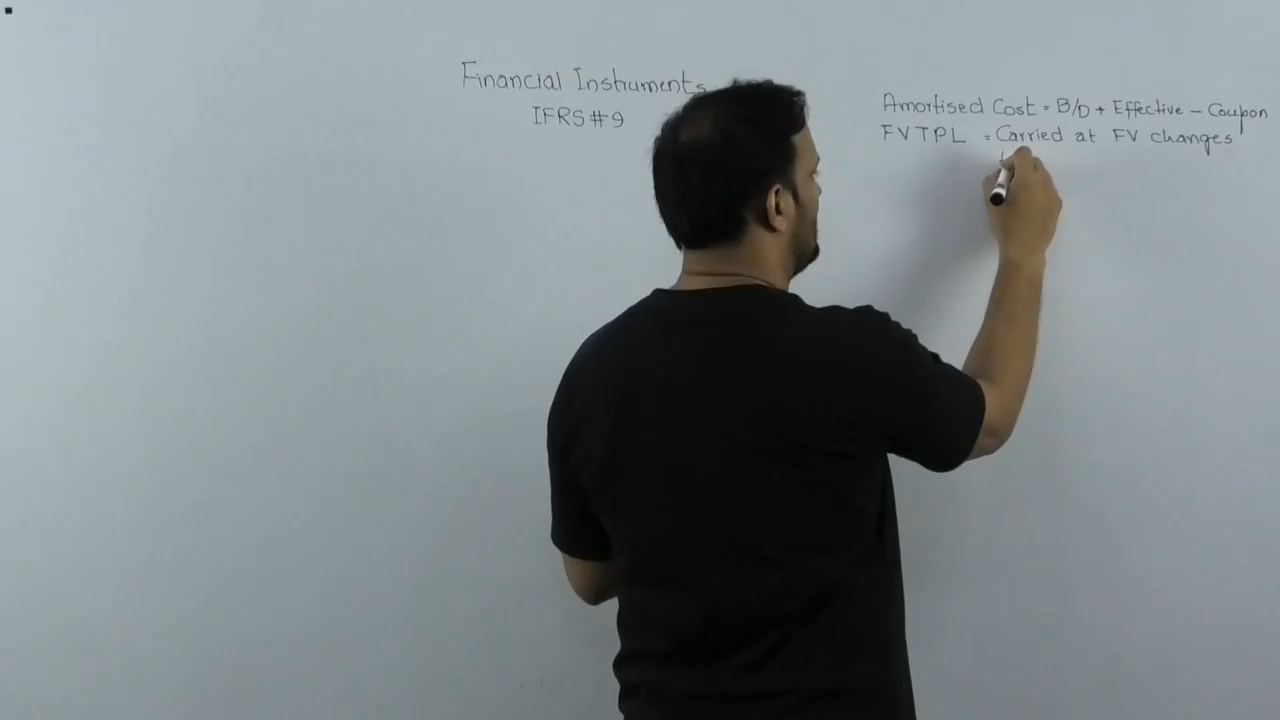 Financial Instruments
IFRS#9
Amortised Cost = B/D + Effective - Coupon
FVTPL = Carried at FV changes